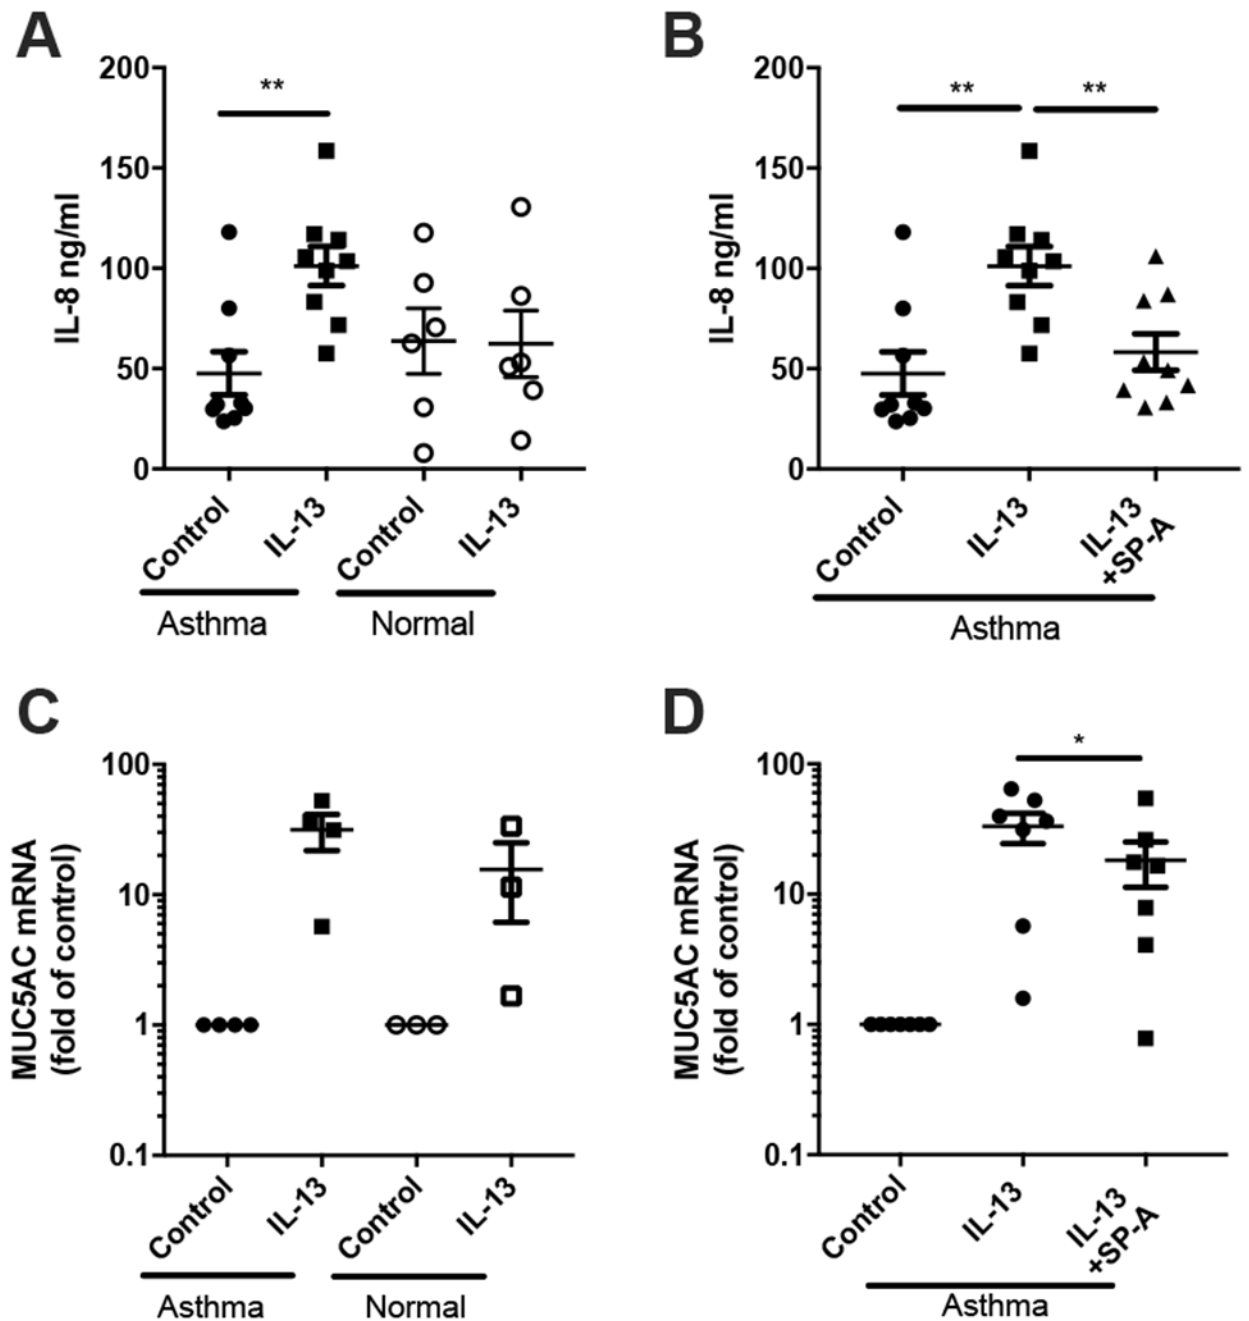 A
200
150
100
50
0
IL-8 ng/ml
**
Control
IL-13
Control
IL-13
Asthma
Normal
B
200
150
100
50
0
IL-8 ng/ml
**
**
Control
IL-13
IL-13
+SP-A
Asthma
C
100
10
1
0.1
MUC5AC mRNA
(fold of control)
Control
IL-13
Control
IL-13
Asthma
Normal
D
100
10
1
0.1
MUC5AC mRNA
(fold of control)
*
Control
IL-13
IL-13
+SP-A
Asthma